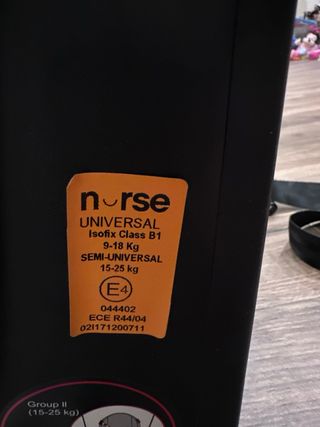 nurse
UNIVERSAL
Isofix Class B1
9-18 Kg
SEMI-UNIVERSAL
15-25 kg
E4
044402
ECE R44/04
02I171200711
Group II
(15-25 kg)